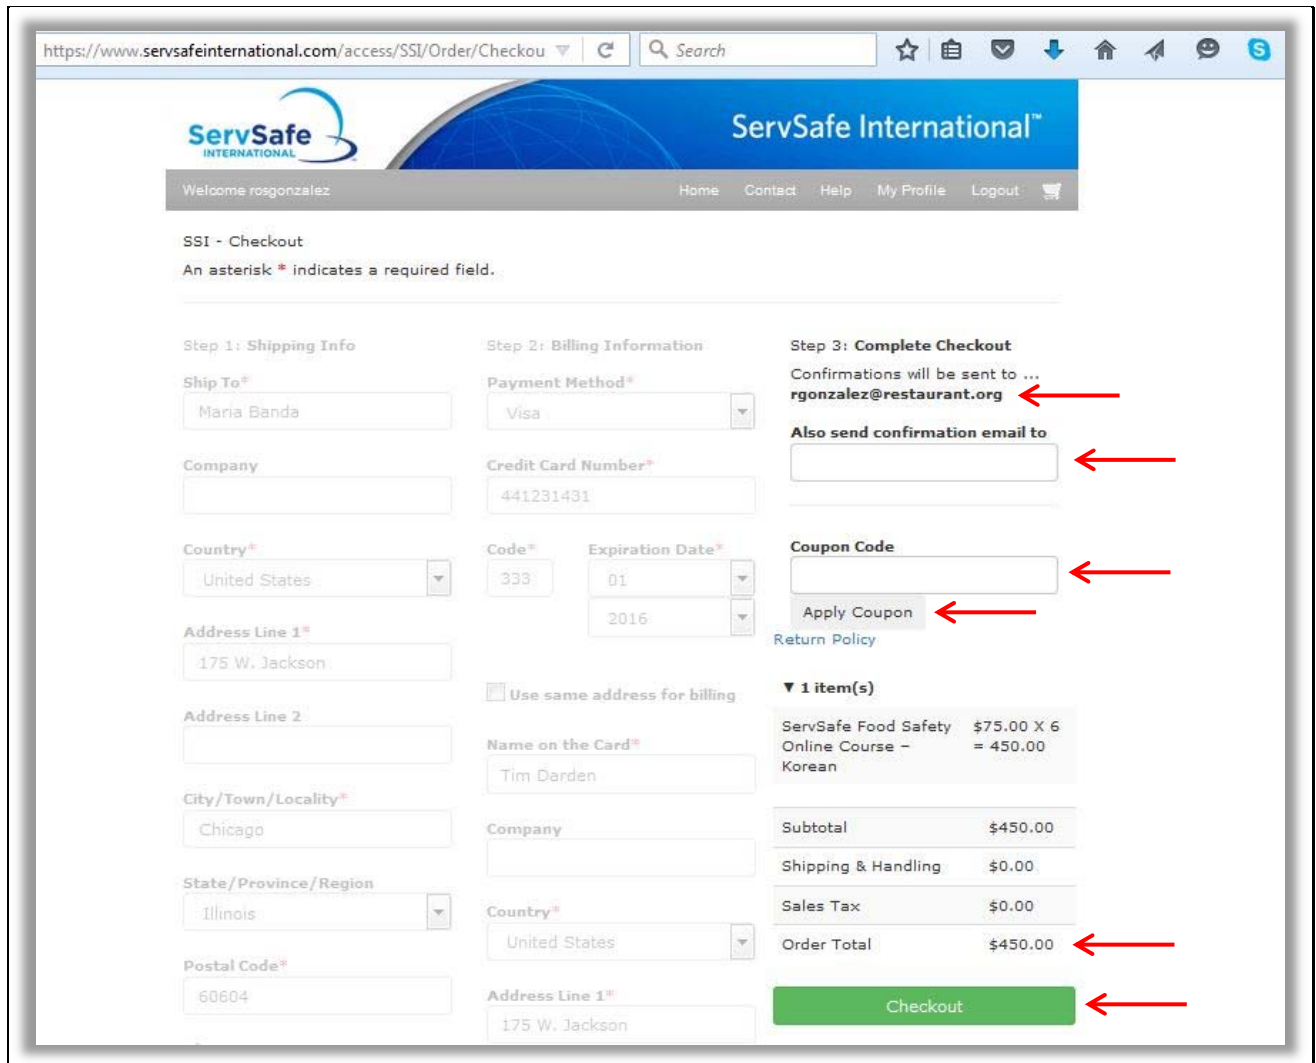 https://www.servsafeinternational.com/access/SSI/Order/Checkou
Search
ServSafe
INTERNATIONAL
ServSafe International™
Welcome rosgonzalez
Home Contact Help My Profile Logout
SSI - Checkout
An asterisk * indicates a required field.
Step 1: Shipping Info
Ship To*
Maria Banda
Company
Country*
United States
Address Line 1*
175 W. Jackson
Address Line 2
City/Town/Locality*
Chicago
State/Province/Region
Illinois
Postal Code*
60604
Step 2: Billing Information
Payment Method*
Visa
Credit Card Number*
441231431
Code* Expiration Date*
333 01
2016
Use same address for billing
Name on the Card*
Tim Darden
Company
Country*
United States
Address Line 1*
175 W. Jackson
Step 3: Complete Checkout
Confirmations will be sent to ...
rgonzalez@restaurant.org
Also send confirmation email to
Coupon Code
Apply Coupon
Return Policy
▼ 1 item(s)
ServSafe Food Safety $75.00 X 6
Online Course – = 450.00
Korean
Subtotal $450.00
Shipping & Handling $0.00
Sales Tax $0.00
Order Total $450.00
Checkout